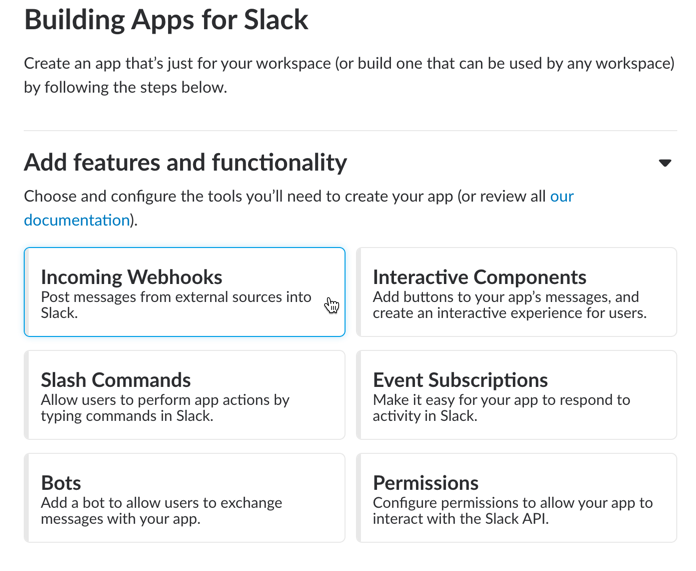 Building Apps for Slack
Create an app that’s just for your workspace (or build one that can be used by any workspace)
by following the steps below.
Add features and functionality
Choose and configure the tools you’ll need to create your app (or review all our
documentation).
Incoming Webhooks
Post messages from external sources into
Slack.
Interactive Components
Add buttons to your app’s messages, and
create an interactive experience for users.
Slash Commands
Allow users to perform app actions by
typing commands in Slack.
Event Subscriptions
Make it easy for your app to respond to
activity in Slack.
Bots
Add a bot to allow users to exchange
messages with your app.
Permissions
Configure permissions to allow your app to
interact with the Slack API.